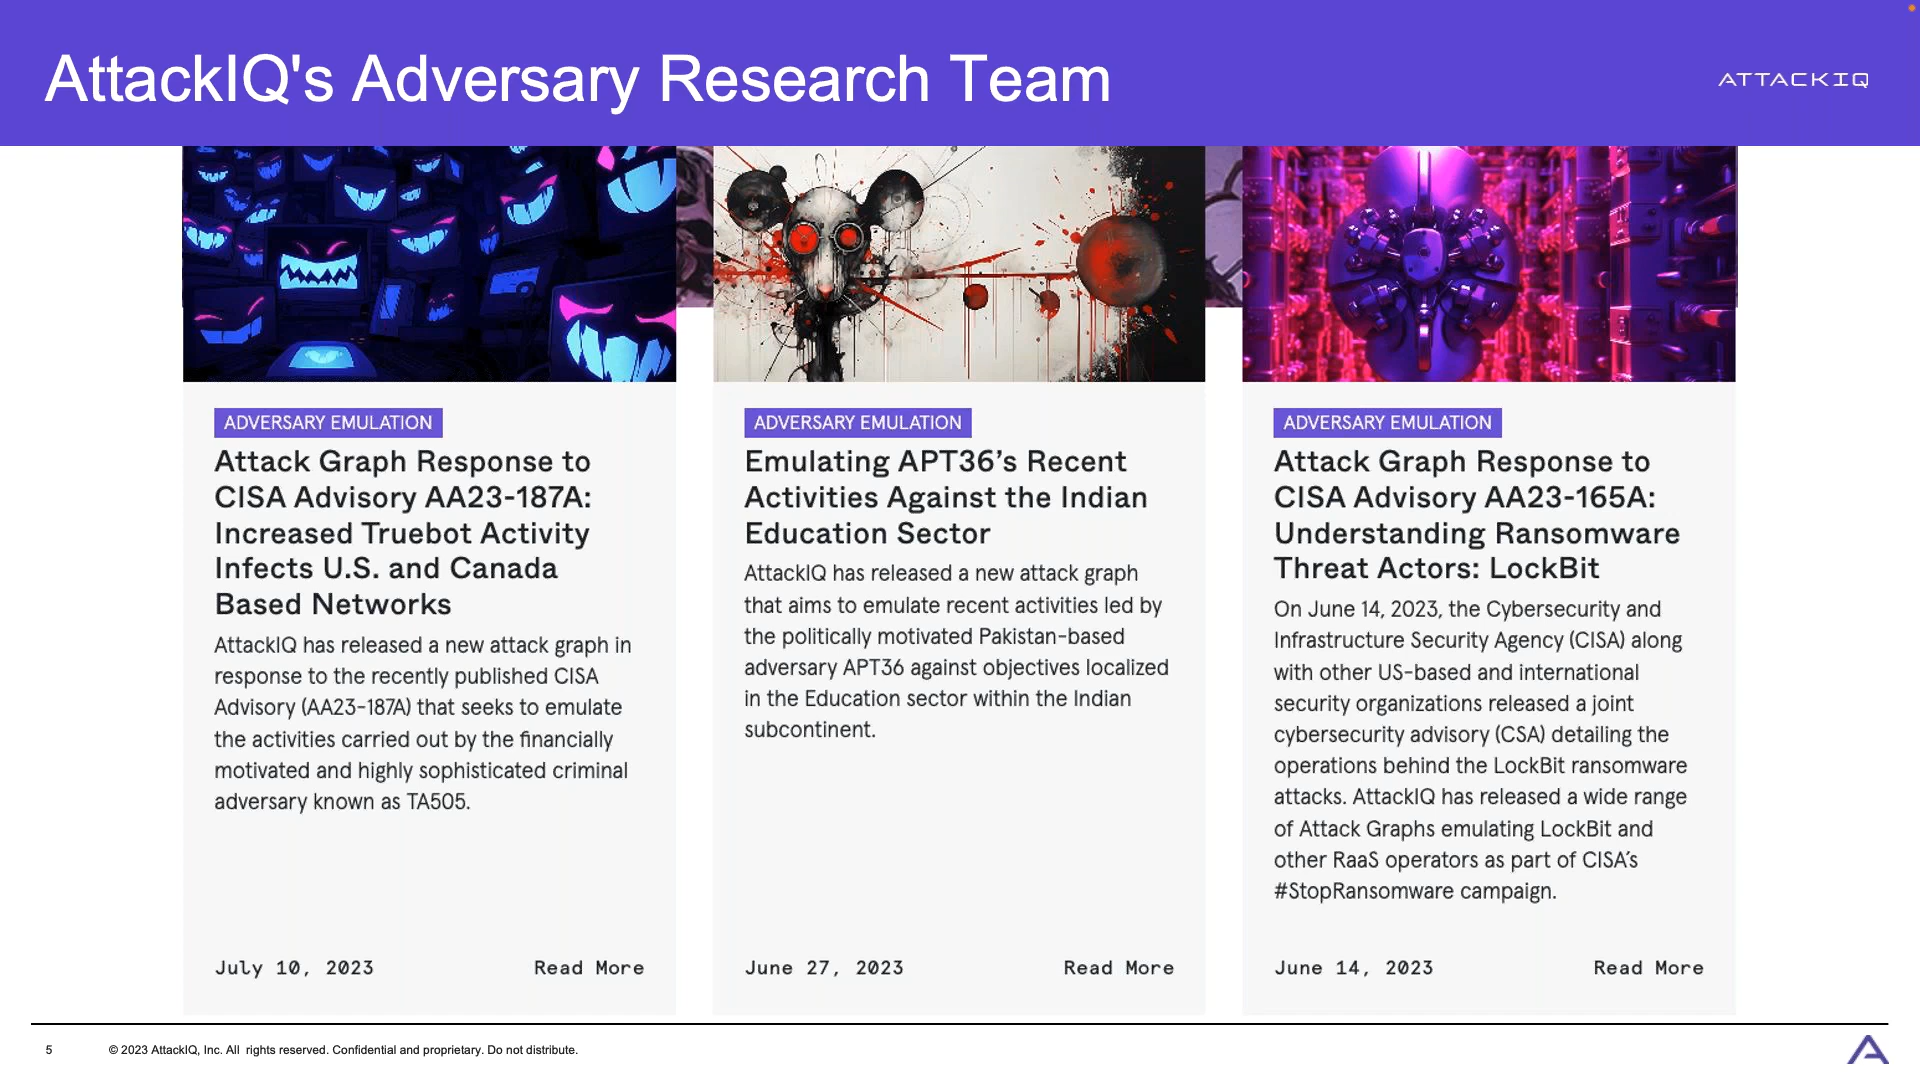 AttackIQ's Adversary Research Team
ATTACKIQ
ADVERSARY EMULATION
Attack Graph Response to
CISA Advisory AA23-187A:
Increased Truebot Activity
Infects U.S. and Canada
Based Networks
AttackIQ has released a new attack graph in
response to the recently published CISA
Advisory (AA23-187A) that seeks to emulate
the activities carried out by the financially
motivated and highly sophisticated criminal
adversary known as TA505.
July 10, 2023
Read More
ADVERSARY EMULATION
Emulating APT36’s Recent
Activities Against the Indian
Education Sector
AttackIQ has released a new attack graph
that aims to emulate recent activities led by
the politically motivated Pakistan-based
adversary APT36 against objectives localized
in the Education sector within the Indian
subcontinent.
June 27, 2023
Read More
ADVERSARY EMULATION
Attack Graph Response to
CISA Advisory AA23-165A:
Understanding Ransomware
Threat Actors: LockBit
On June 14, 2023, the Cybersecurity and
Infrastructure Security Agency (CISA) along
with other US-based and international
security organizations released a joint
cybersecurity advisory (CSA) detailing the
operations behind the LockBit ransomware
attacks. AttackIQ has released a wide range
of Attack Graphs emulating LockBit and
other RaaS operators as part of CISA’s
#StopRansomware campaign.
June 14, 2023
Read More
5
© 2023 AttackIQ, Inc. All rights reserved. Confidential and proprietary. Do not distribute.